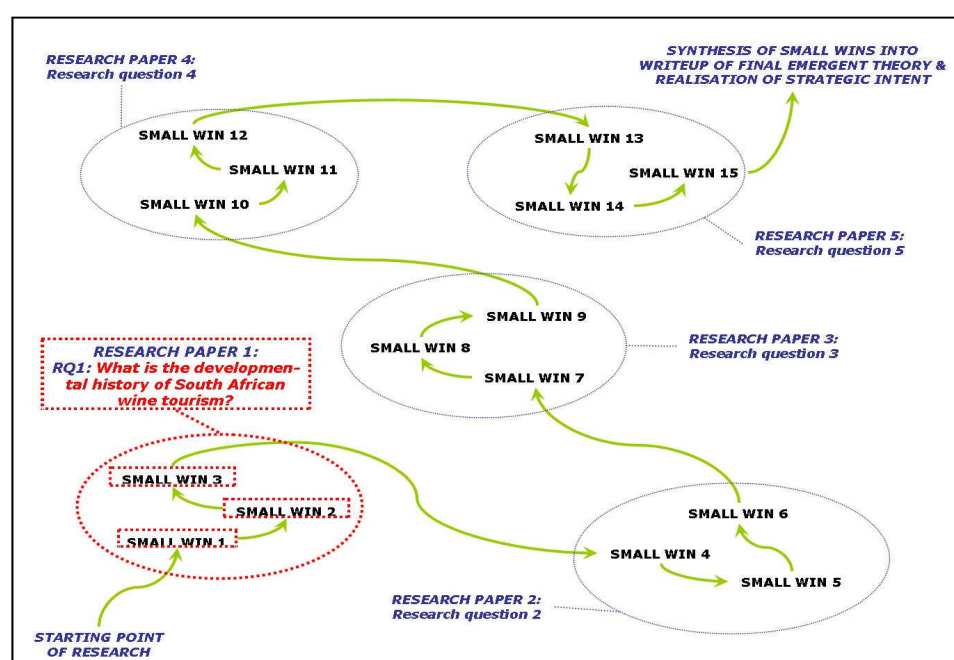 RESEARCH PAPER 4:
Research question 4
SYNTHESIS OF SMALL WINS INTO
WRITEUP OF FINAL EMERGENT THEORY &
REALISATION OF STRATEGIC INTENT
SMALL WIN 12
SMALL WIN 11
SMALL WIN 10
SMALL WIN 13
SMALL WIN 15
SMALL WIN 14
RESEARCH PAPER 5:
Research question 5
SMALL WIN 9
SMALL WIN 8
SMALL WIN 7
RESEARCH PAPER 3:
Research question 3
RESEARCH PAPER 1:
RQ1: What is the developmen-
tal history of South African
wine tourism?
SMALL WIN 3
SMALL WIN 2
SMALL WIN 1
SMALL WIN 6
SMALL WIN 4
SMALL WIN 5
RESEARCH PAPER 2:
Research question 2
STARTING POINT
OF RESEARCH